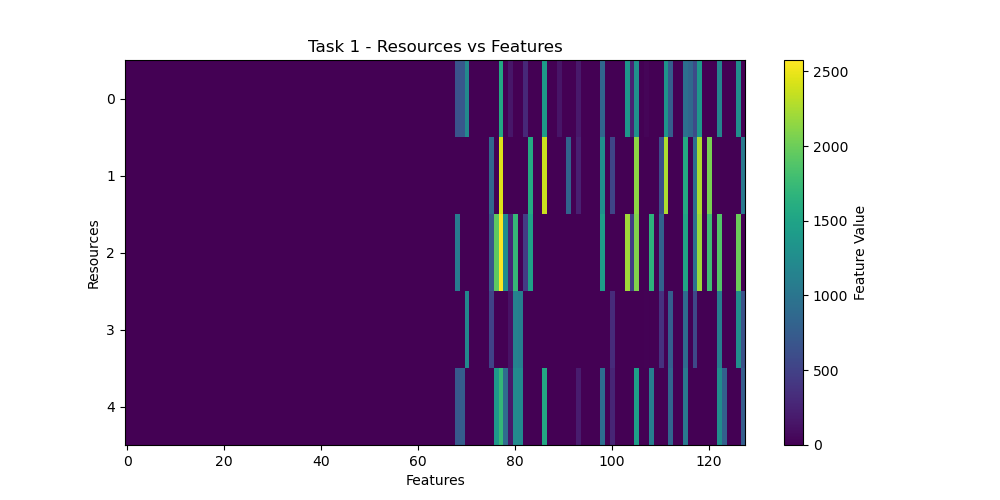 Task 1 - Resources vs Features
Resources
0
1
2
3
4
0 20 40 60 80 100 120
Features
2500
2000
1500
1000
500
0
Feature Value